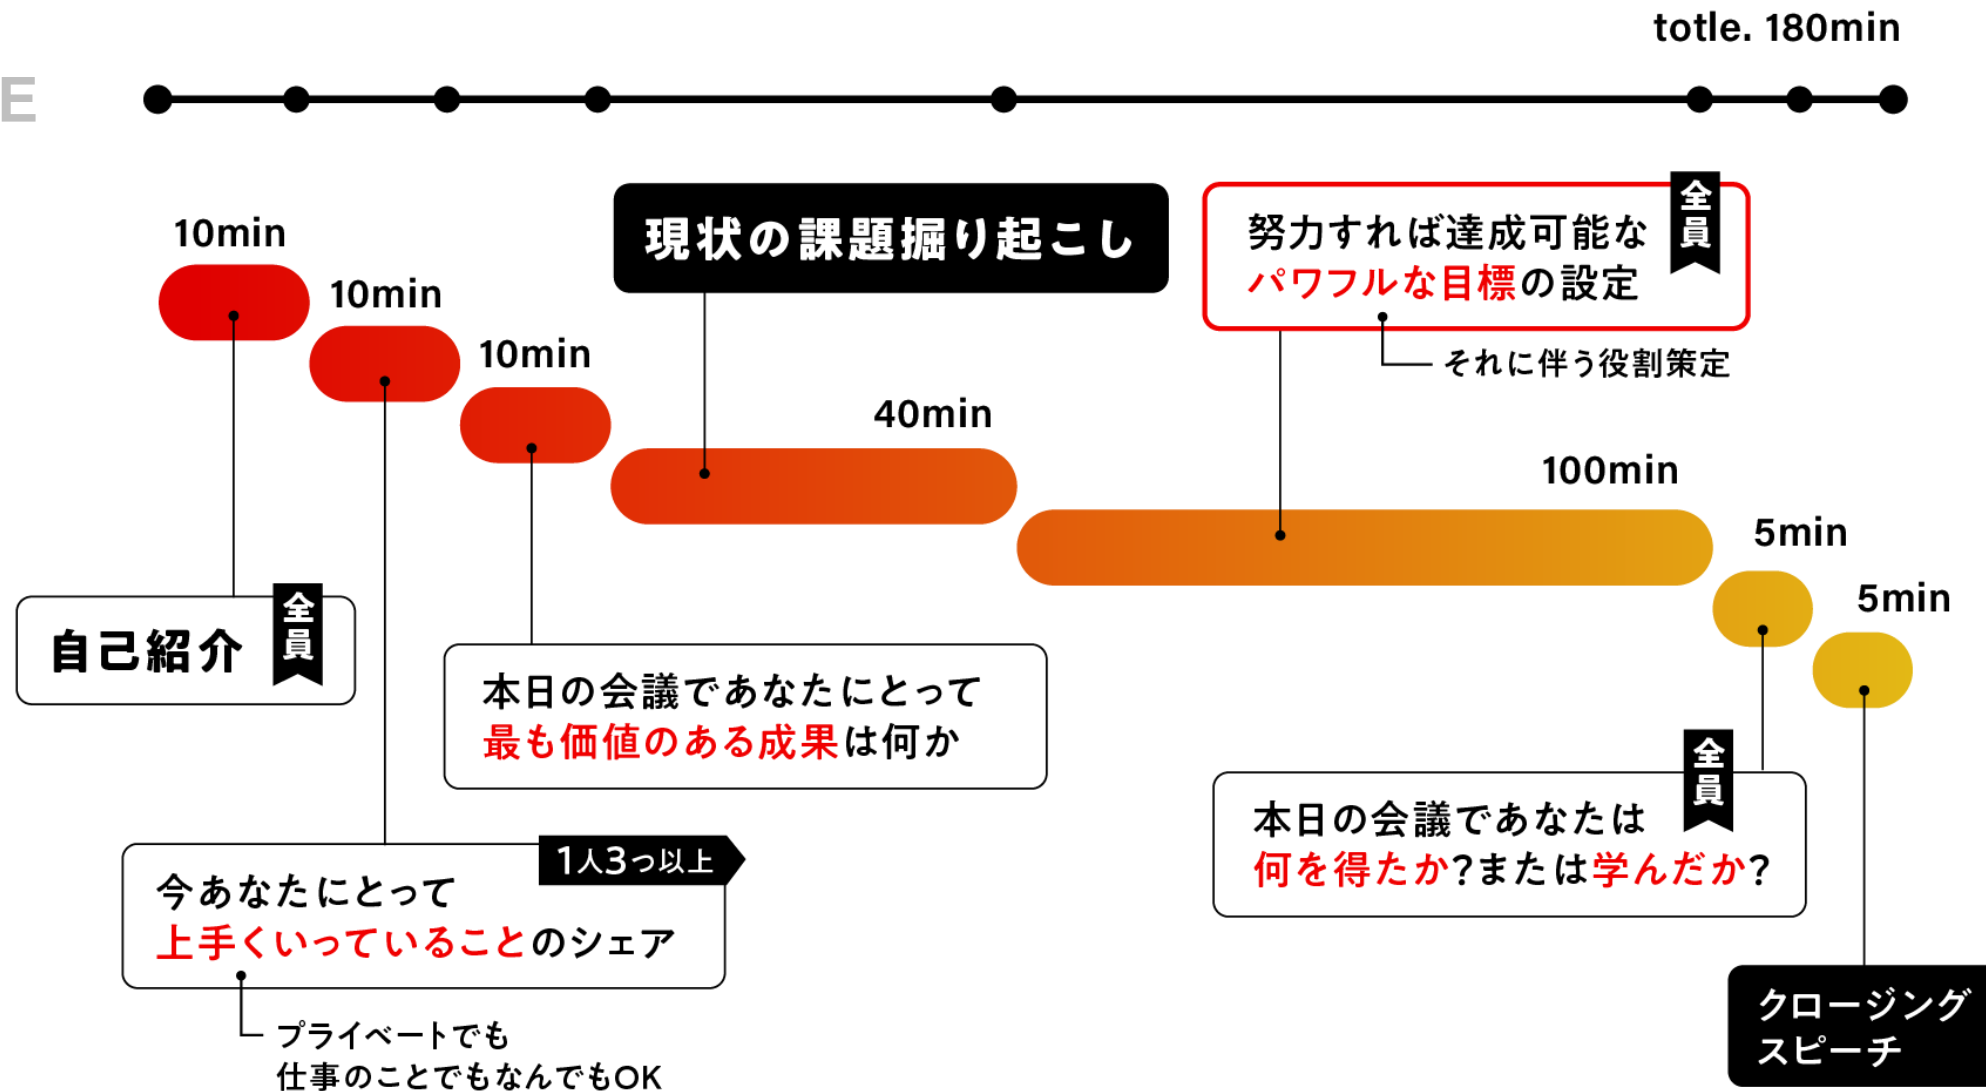 totle. 180min
E
10min
10min
10min
40min
100min
5min
5min
現状の課題掘り起こし
全員
努力すれば達成可能な
パワフルな目標の設定
それに伴う役割策定
全員
自己紹介
本日の会議であなたにとって
最も価値のある成果は何か
1人3つ以上
今あなたにとって
上手くいっていることのシェア
プライベートでも
仕事のことでもなんでもOK
全員
本日の会議であなたは
何を得たか?または学んだか?
クロージング
スピーチ